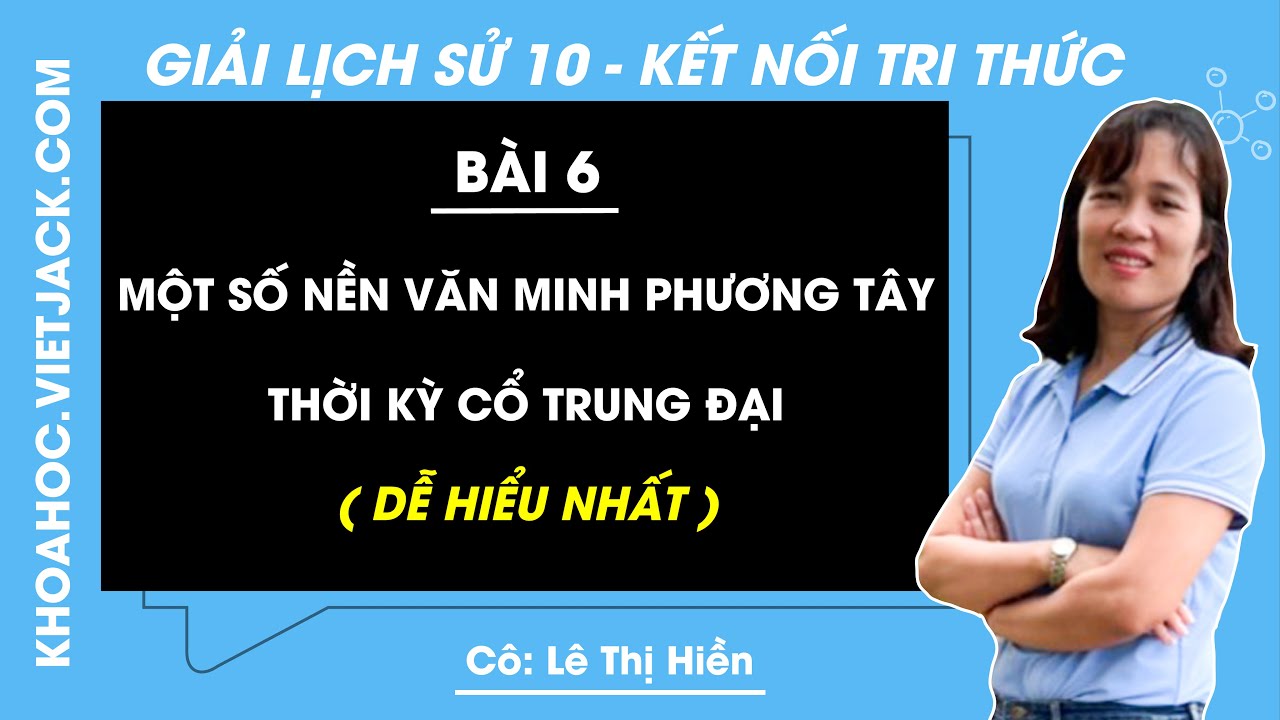 GIẢI LỊCH SỬ 10 - KẾT NỐI TRI THỨC
KHOAHOC.VIETJACK.COM
BÀI 6
MỘT SỐ NỀN VĂN MINH PHƯƠNG TÂY
THỜI KỲ CỔ TRUNG ĐẠI
( DỄ HIỂU NHẤT )
Cô: Lê Thị Hiền